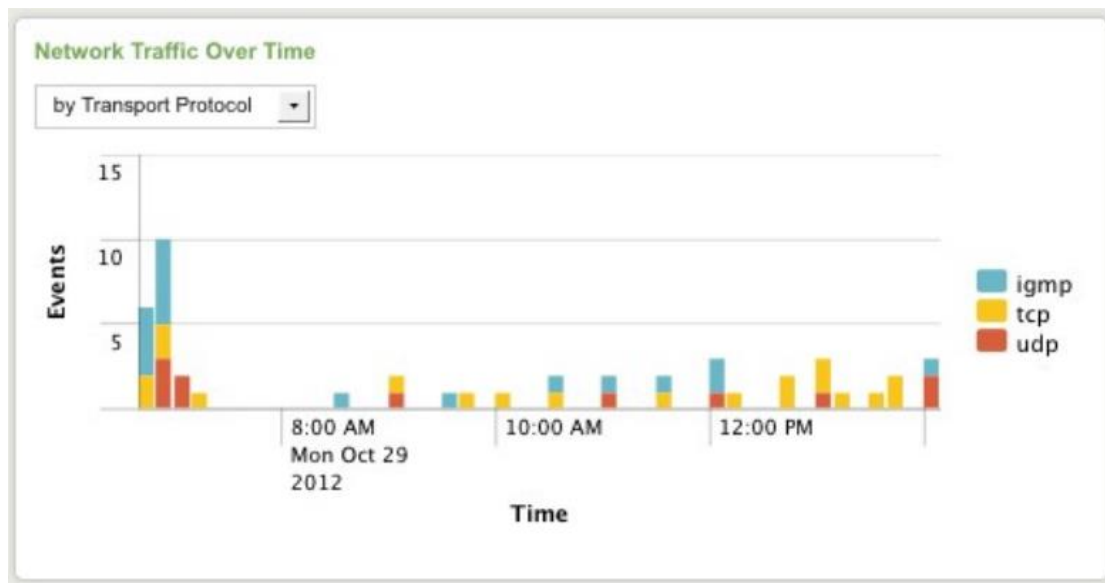 Network Traffic Over Time
by Transport Protocol
15
10
5
Events
igmp
tcp
udp
8:00 AM
Mon Oct 29
2012
10:00 AM
12:00 PM
Time